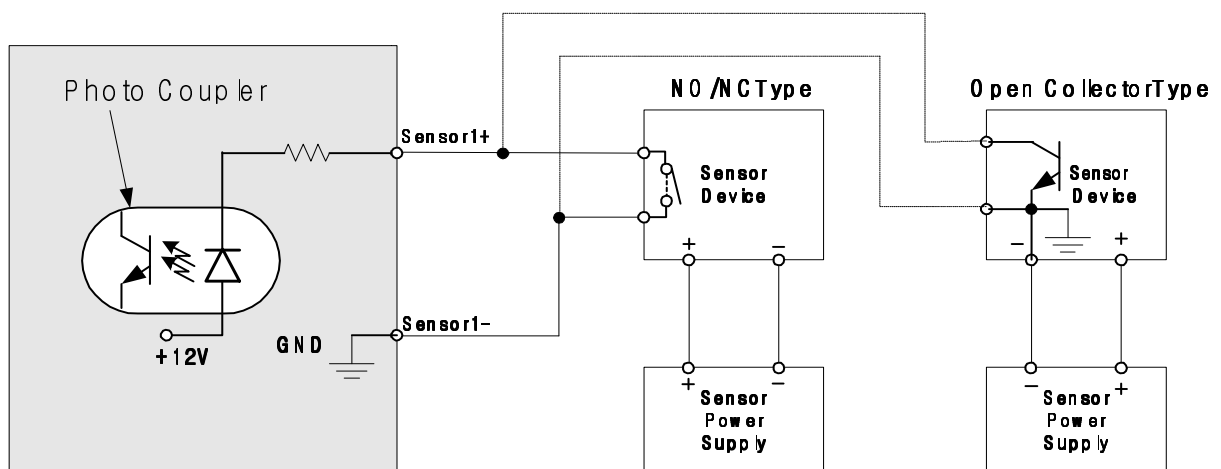 Photo Coupler
+12V
GND
Sensor1+
Sensor1-
NO/NCType
Sensor
Device
+ -
+ -
Sensor
Power
Supply
Open CollectorType
Sensor
Device
- +
- +
Sensor
Power
Supply